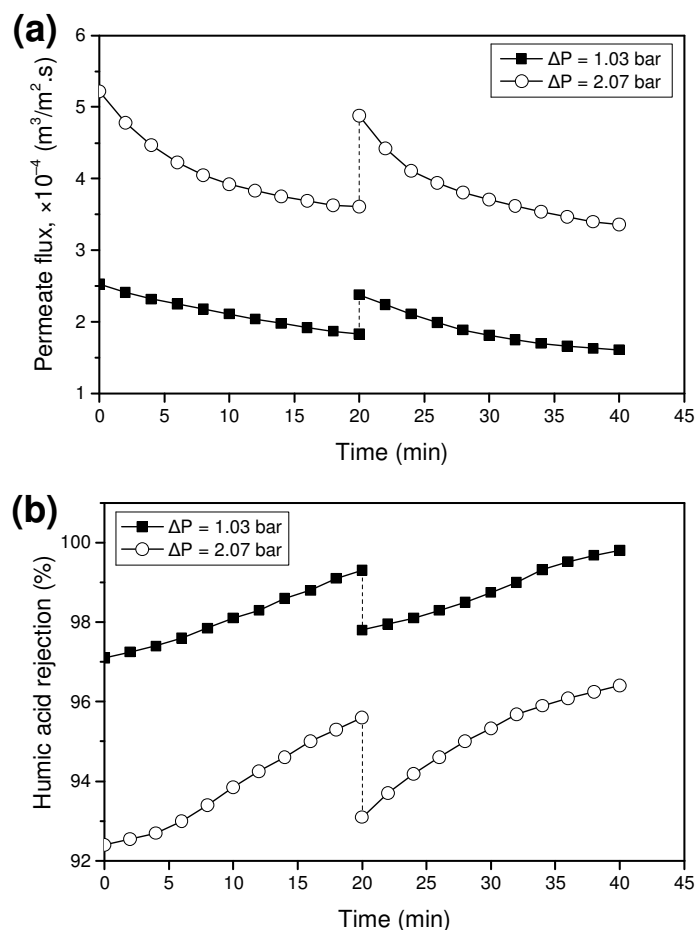 (a)
6
5
4
3
2
1
Permeate flux, ×10⁻⁴ (m³/m².s)
ΔP = 1.03 bar
ΔP = 2.07 bar
0 5 10 15 20 25 30 35 40 45
Time (min)
(b)
100
98
96
94
92
Humic acid rejection (%)
ΔP = 1.03 bar
ΔP = 2.07 bar
0 5 10 15 20 25 30 35 40 45
Time (min)